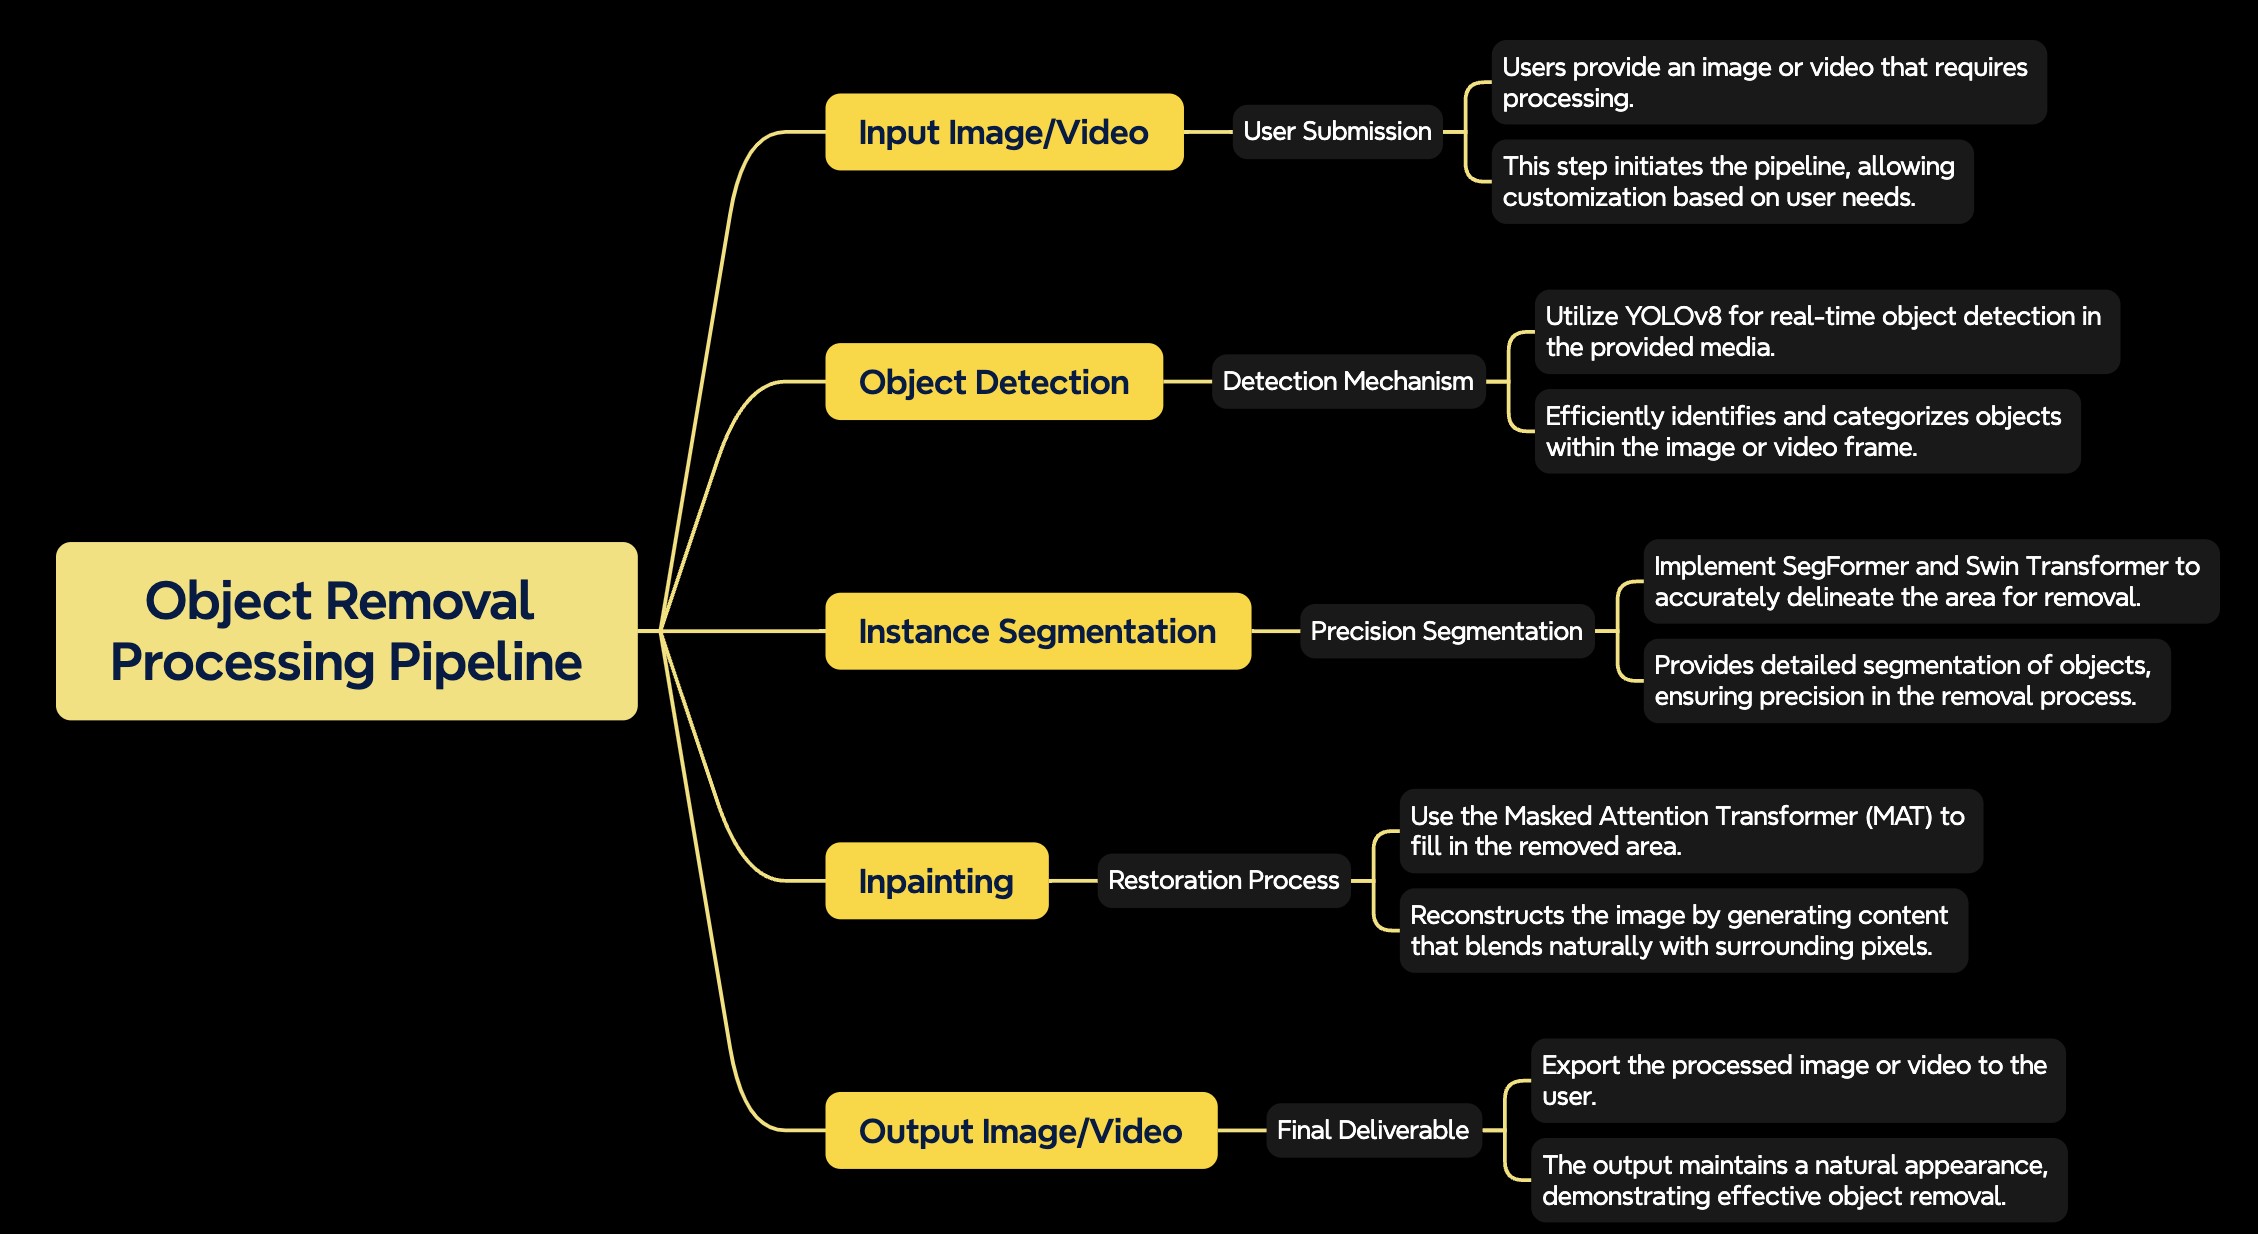 Object Removal
Processing Pipeline
Input Image/Video
User Submission
Users provide an image or video that requires
processing.
This step initiates the pipeline, allowing
customization based on user needs.
Object Detection
Detection Mechanism
Utilize YOLOv8 for real-time object detection in
the provided media.
Efficiently identifies and categorizes objects
within the image or video frame.
Instance Segmentation
Precision Segmentation
Implement SegFormer and Swin Transformer to
accurately delineate the area for removal.
Provides detailed segmentation of objects,
ensuring precision in the removal process.
Inpainting
Restoration Process
Use the Masked Attention Transformer (MAT) to
fill in the removed area.
Reconstructs the image by generating content
that blends naturally with surrounding pixels.
Output Image/Video
Final Deliverable
Export the processed image or video to the
user.
The output maintains a natural appearance,
demonstrating effective object removal.